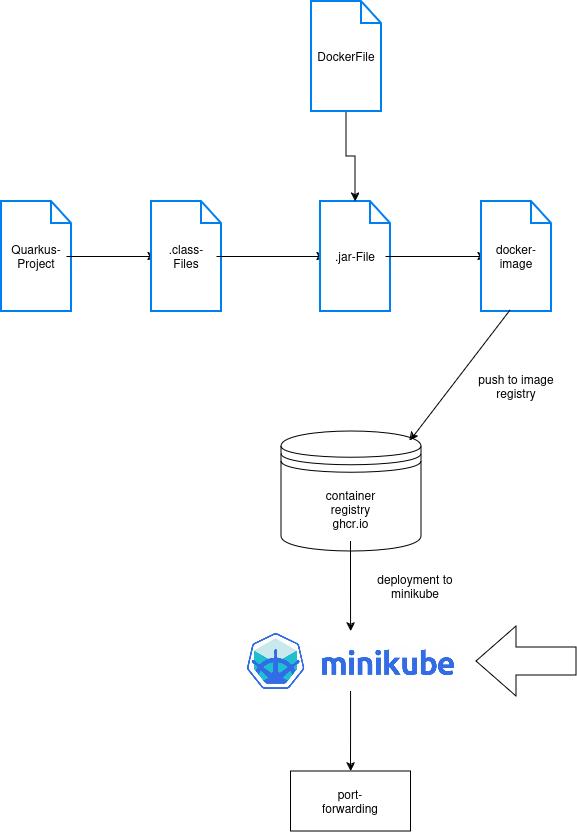 DockerFile
Quarkus-
Project
.class-
Files
.jar-File
docker-
image
push to image
registry
container
registry
ghcr.io
deployment to
minikube
minikube
port-
forwarding